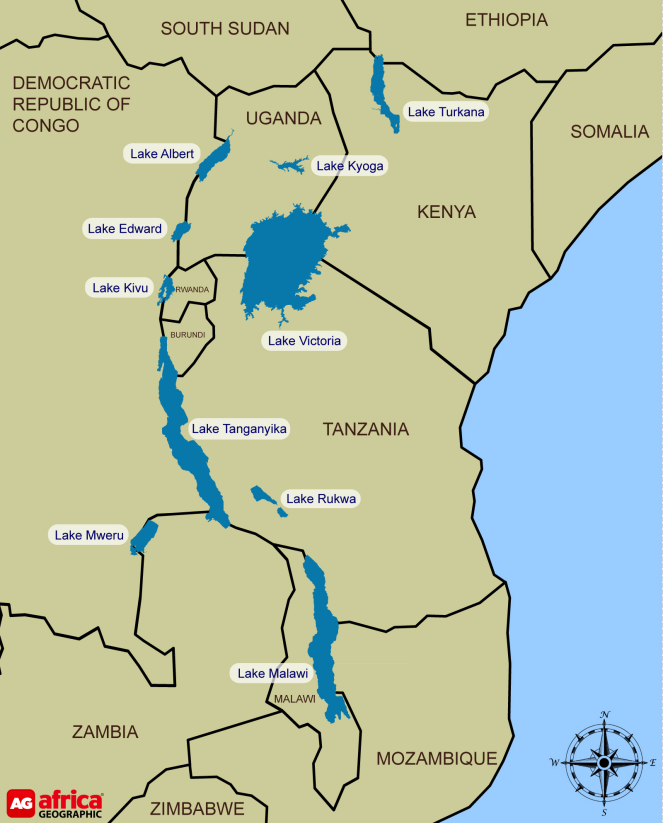 SOUTH SUDAN
ETHIOPIA
DEMOCRATIC
REPUBLIC OF
CONGO
UGANDA
Lake Turkana
SOMALIA
Lake Albert
Lake Kyoga
KENYA
Lake Edward
Lake Kivu
RWANDA
BURUNDI
Lake Victoria
Lake Tanganyika
TANZANIA
Lake Rukwa
Lake Mweru
Lake Malawi
MALAWI
ZAMBIA
MOZAMBIQUE
N
W
E
S
AG africa
GEOGRAPHIC
ZIMBABWE